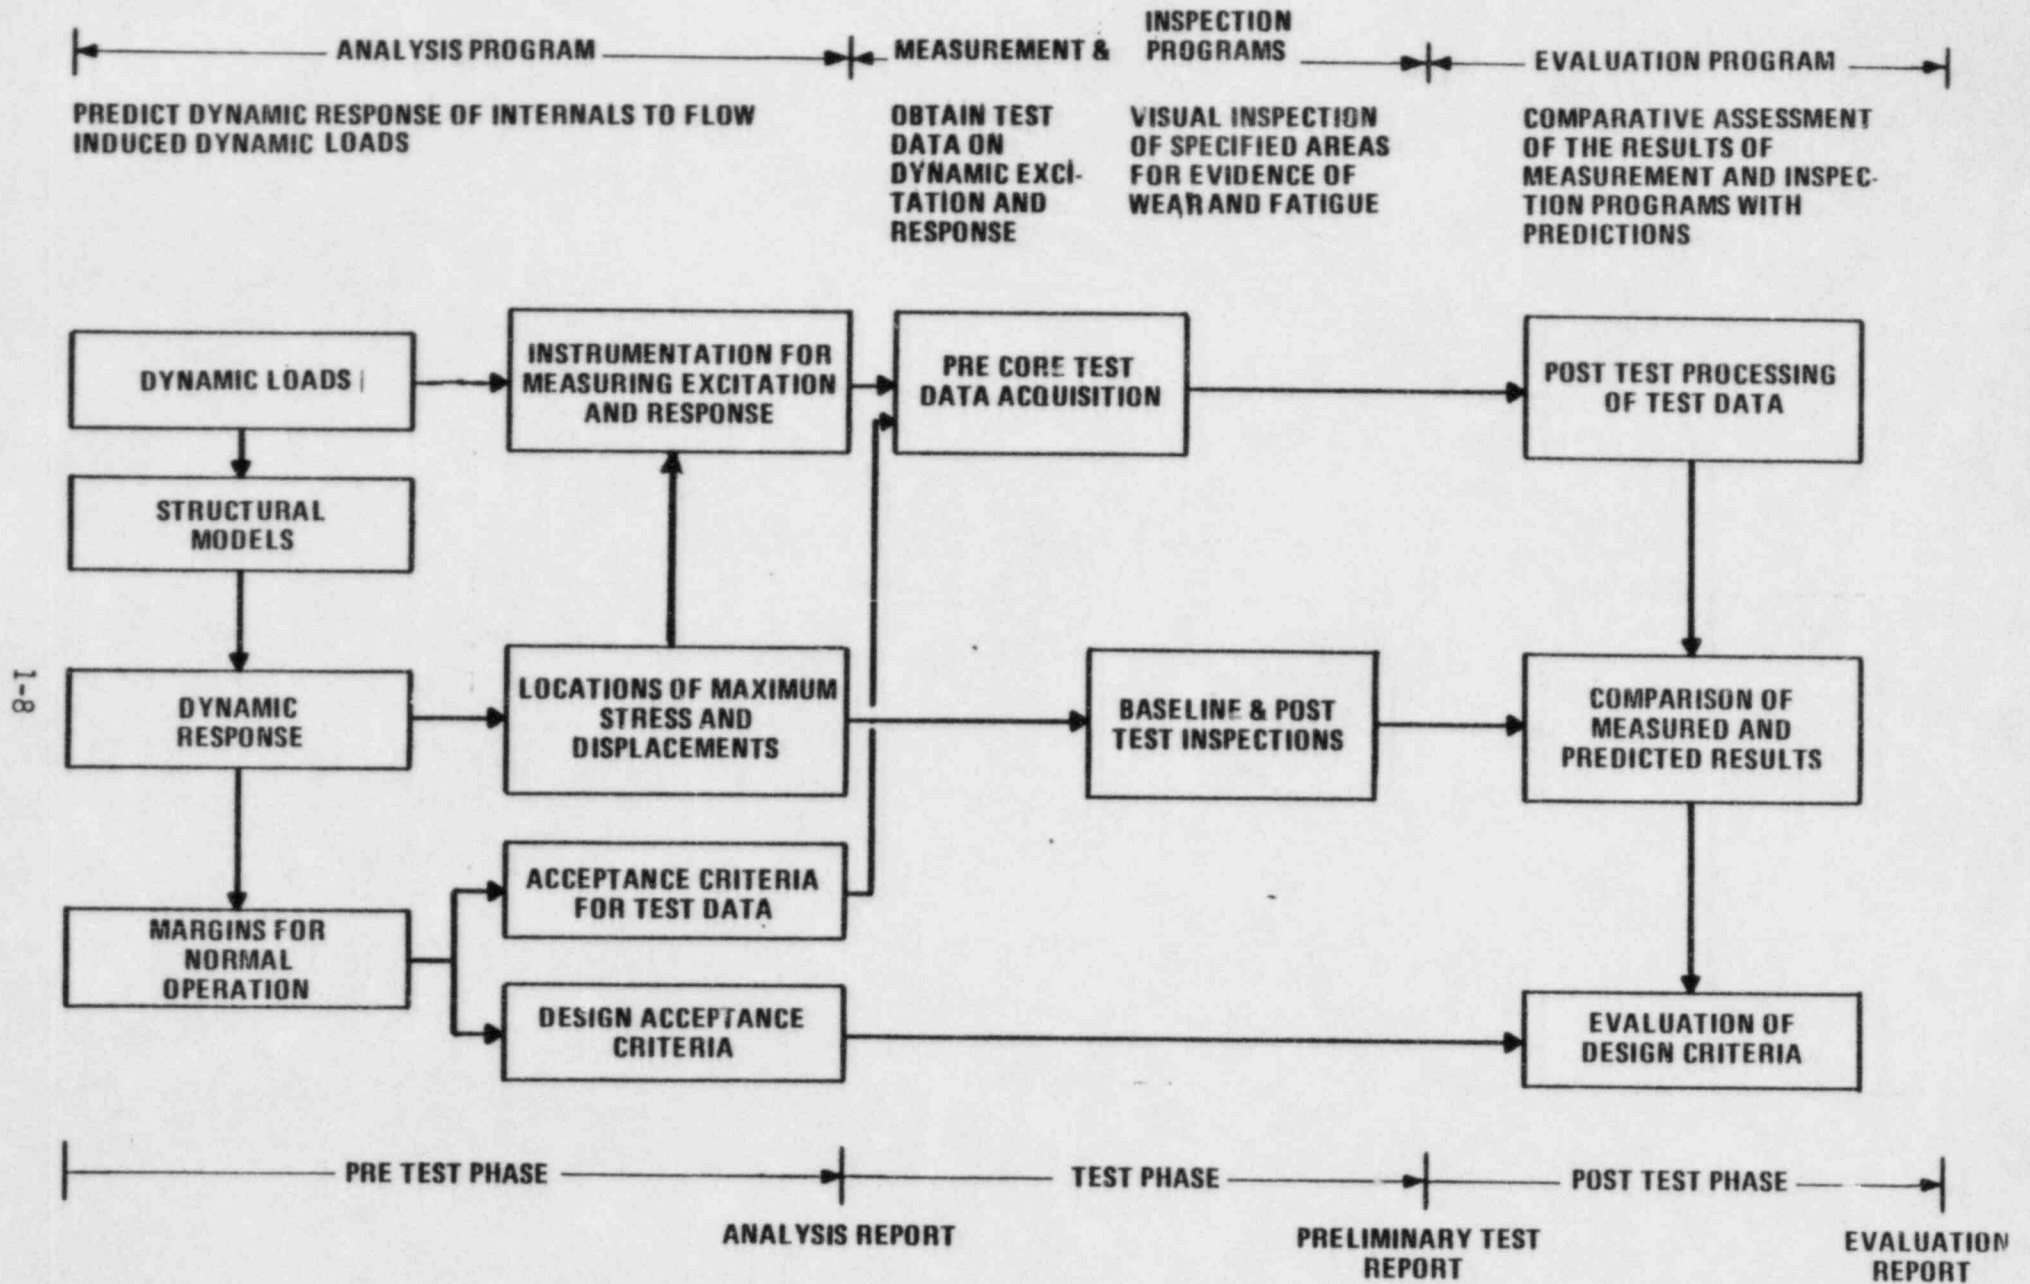 ANALYSIS PROGRAM
PREDICT DYNAMIC RESPONSE OF INTERNALS TO FLOW
INDUCED DYNAMIC LOADS
MEASUREMENT &
INSPECTION
PROGRAMS
OBTAIN TEST
DATA ON
DYNAMIC EXCI-
TATION AND
RESPONSE
VISUAL INSPECTION
OF SPECIFIED AREAS
FOR EVIDENCE OF
WEAR AND FATIGUE
EVALUATION PROGRAM
COMPARATIVE ASSESSMENT
OF THE RESULTS OF
MEASUREMENT AND INSPEC-
TION PROGRAMS WITH
PREDICTIONS
DYNAMIC LOADS
INSTRUMENTATION FOR
MEASURING EXCITATION
AND RESPONSE
PRE CORE TEST
DATA ACQUISITION
POST TEST PROCESSING
OF TEST DATA
STRUCTURAL
MODELS
DYNAMIC
RESPONSE
LOCATIONS OF MAXIMUM
STRESS AND
DISPLACEMENTS
BASELINE & POST
TEST INSPECTIONS
COMPARISON OF
MEASURED AND
PREDICTED RESULTS
MARGINS FOR
NORMAL
OPERATION
ACCEPTANCE CRITERIA
FOR TEST DATA
DESIGN ACCEPTANCE
CRITERIA
EVALUATION OF
DESIGN CRITERIA
PRE TEST PHASE
TEST PHASE
POST TEST PHASE
ANALYSIS REPORT
PRELIMINARY TEST
REPORT
EVALUATION
REPORT
1-8